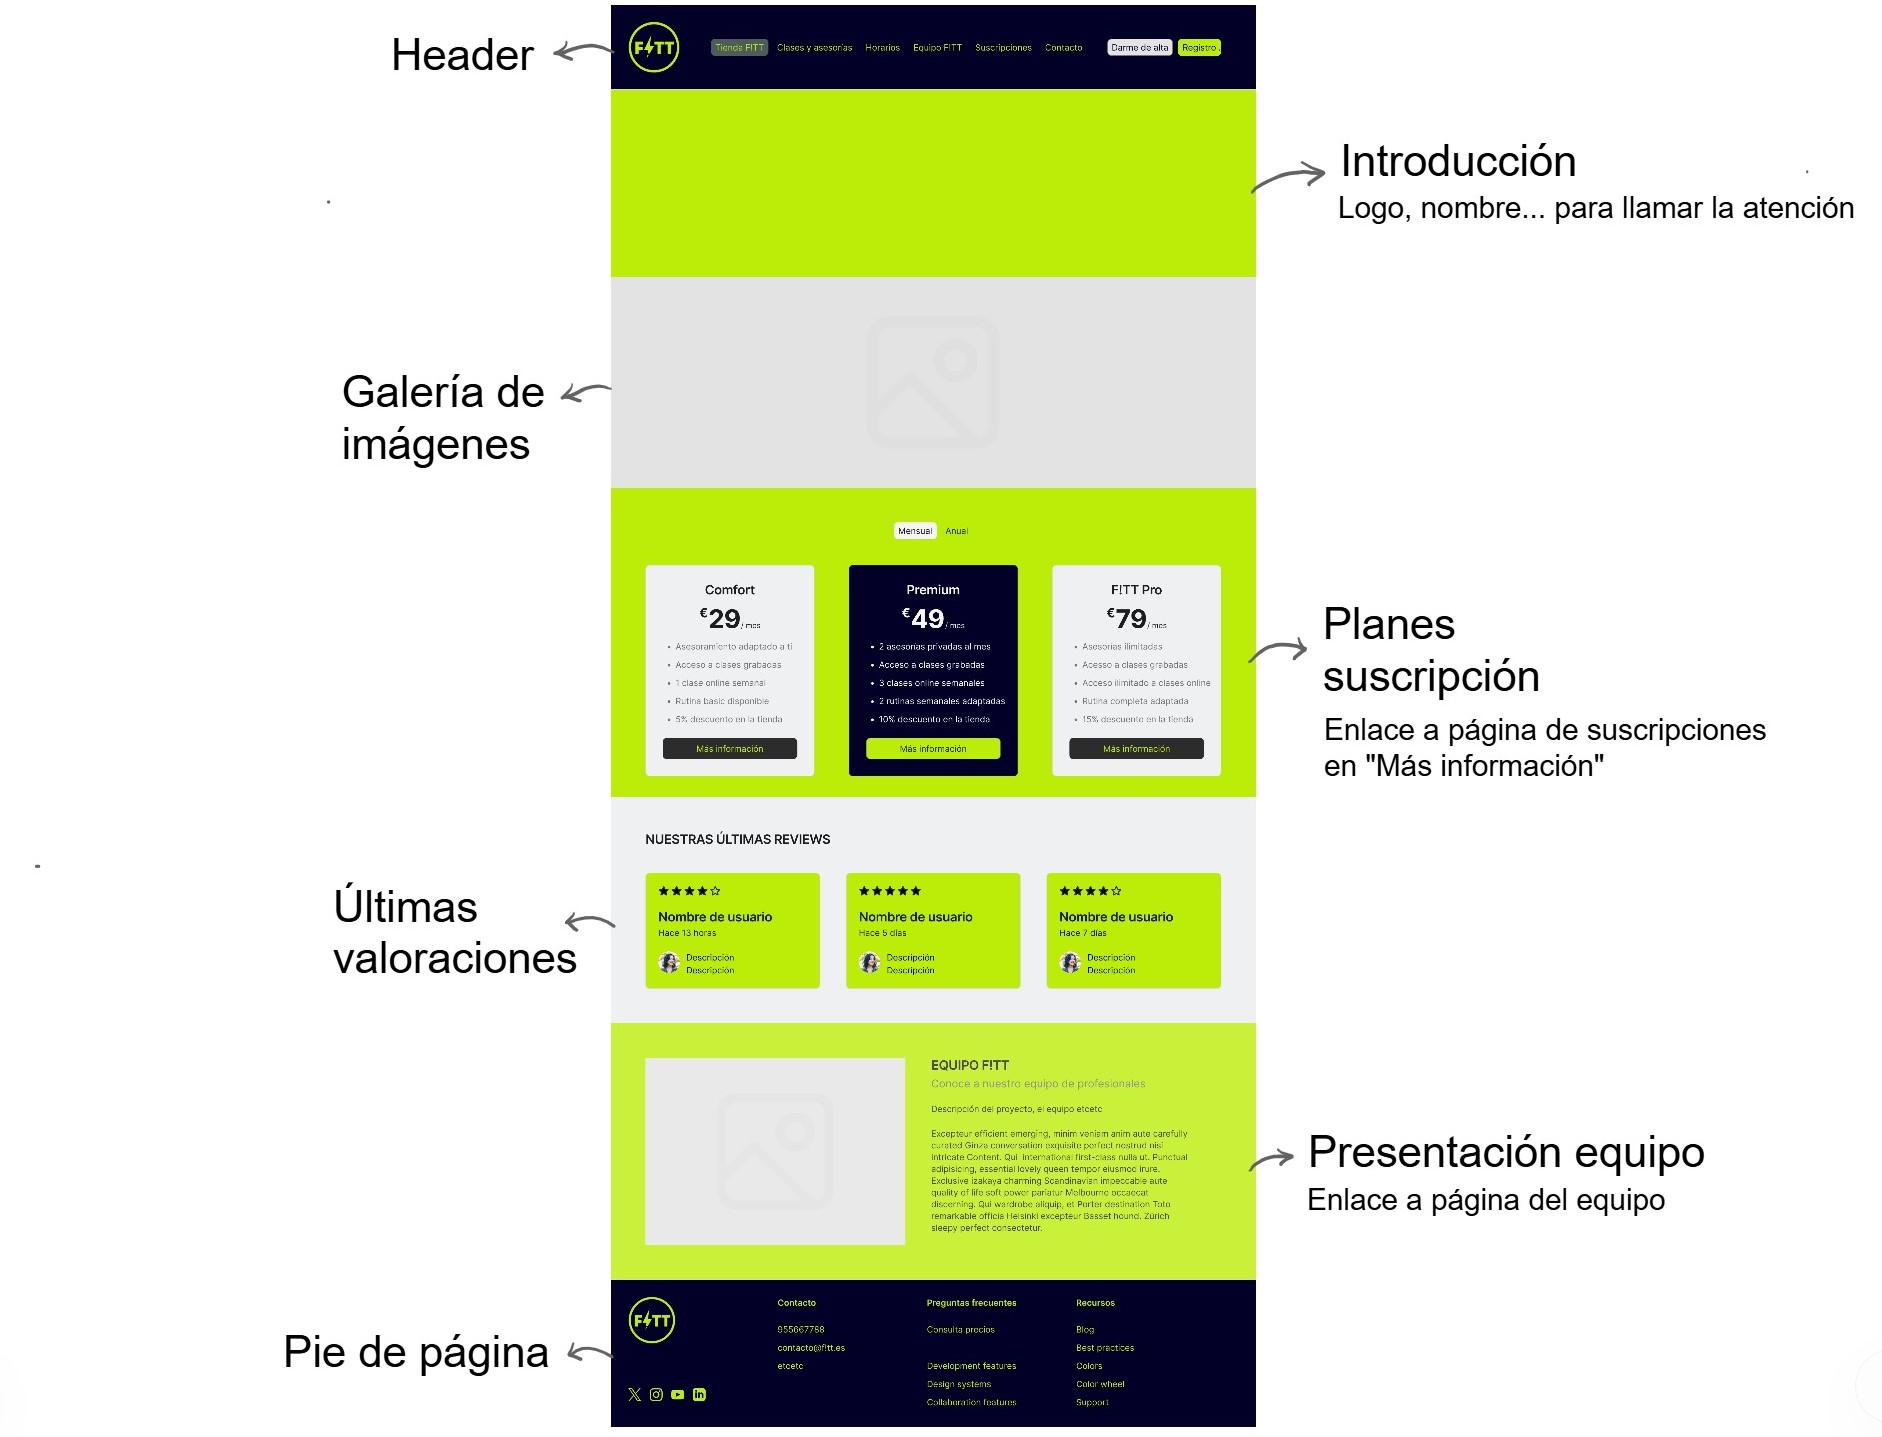 Header
F!TT
Tienda F!TT Clases y asesorías Horarios Equipo F!TT Suscripciones Contacto Darme de alta Registro
Introducción
Logo, nombre... para llamar la atención
Galería de
imágenes
Mensual Anual
Comfort
€29 / mes
• Asesoramiento adaptado a ti
• Acceso a clases grabadas
• 1 clase online semanal
• Rutina basic disponible
• 5% descuento en la tienda
Más información
Premium
€49 / mes
• 2 asesorías privadas al mes
• Acceso a clases grabadas
• 3 clases online semanales
• 2 rutinas semanales adaptadas
• 10% descuento en la tienda
Más información
F!TT Pro
€79 / mes
• Asesorías ilimitadas
• Acesso a clases grabadas
• Acceso ilimitado a clases online
• Rutina completa adaptada
• 15% descuento en la tienda
Más información
Planes
suscripción
Enlace a página de suscripciones
en "Más información"
NUESTRAS ÚLTIMAS REVIEWS
Últimas
valoraciones
Nombre de usuario
Hace 13 horas
Descripción
Descripción
Nombre de usuario
Hace 5 días
Descripción
Descripción
Nombre de usuario
Hace 7 días
Descripción
Descripción
EQUIPO F!TT
Conoce a nuestro equipo de profesionales
Descripción del proyecto, el equipo etcetc
Excepteur efficient emerging, minim veniam anim aute carefully
curated Ginza conversation exquisite perfect nostrud nisi
intricate Content. Qui international first-class nulla ut. Punctual
adipisicing, essential lovely queen tempor eiusmod irure.
Exclusive izakaya charming Scandinavian impeccable aute
quality of life soft power pariatur Melbourne occaecat
discerning. Qui wardrobe aliquip, et Porter destination Toto
remarkable officia Helsinki excepteur Basset hound. Zürich
sleepy perfect consectetur.
Presentación equipo
Enlace a página del equipo
Pie de página
F!TT
Contacto
955667788
contacto@f!tt.es
etcetc
Preguntas frecuentes
Consulta precios
Development features
Design systems
Collaboration features
Recursos
Blog
Best practices
Colors
Color wheel
Support